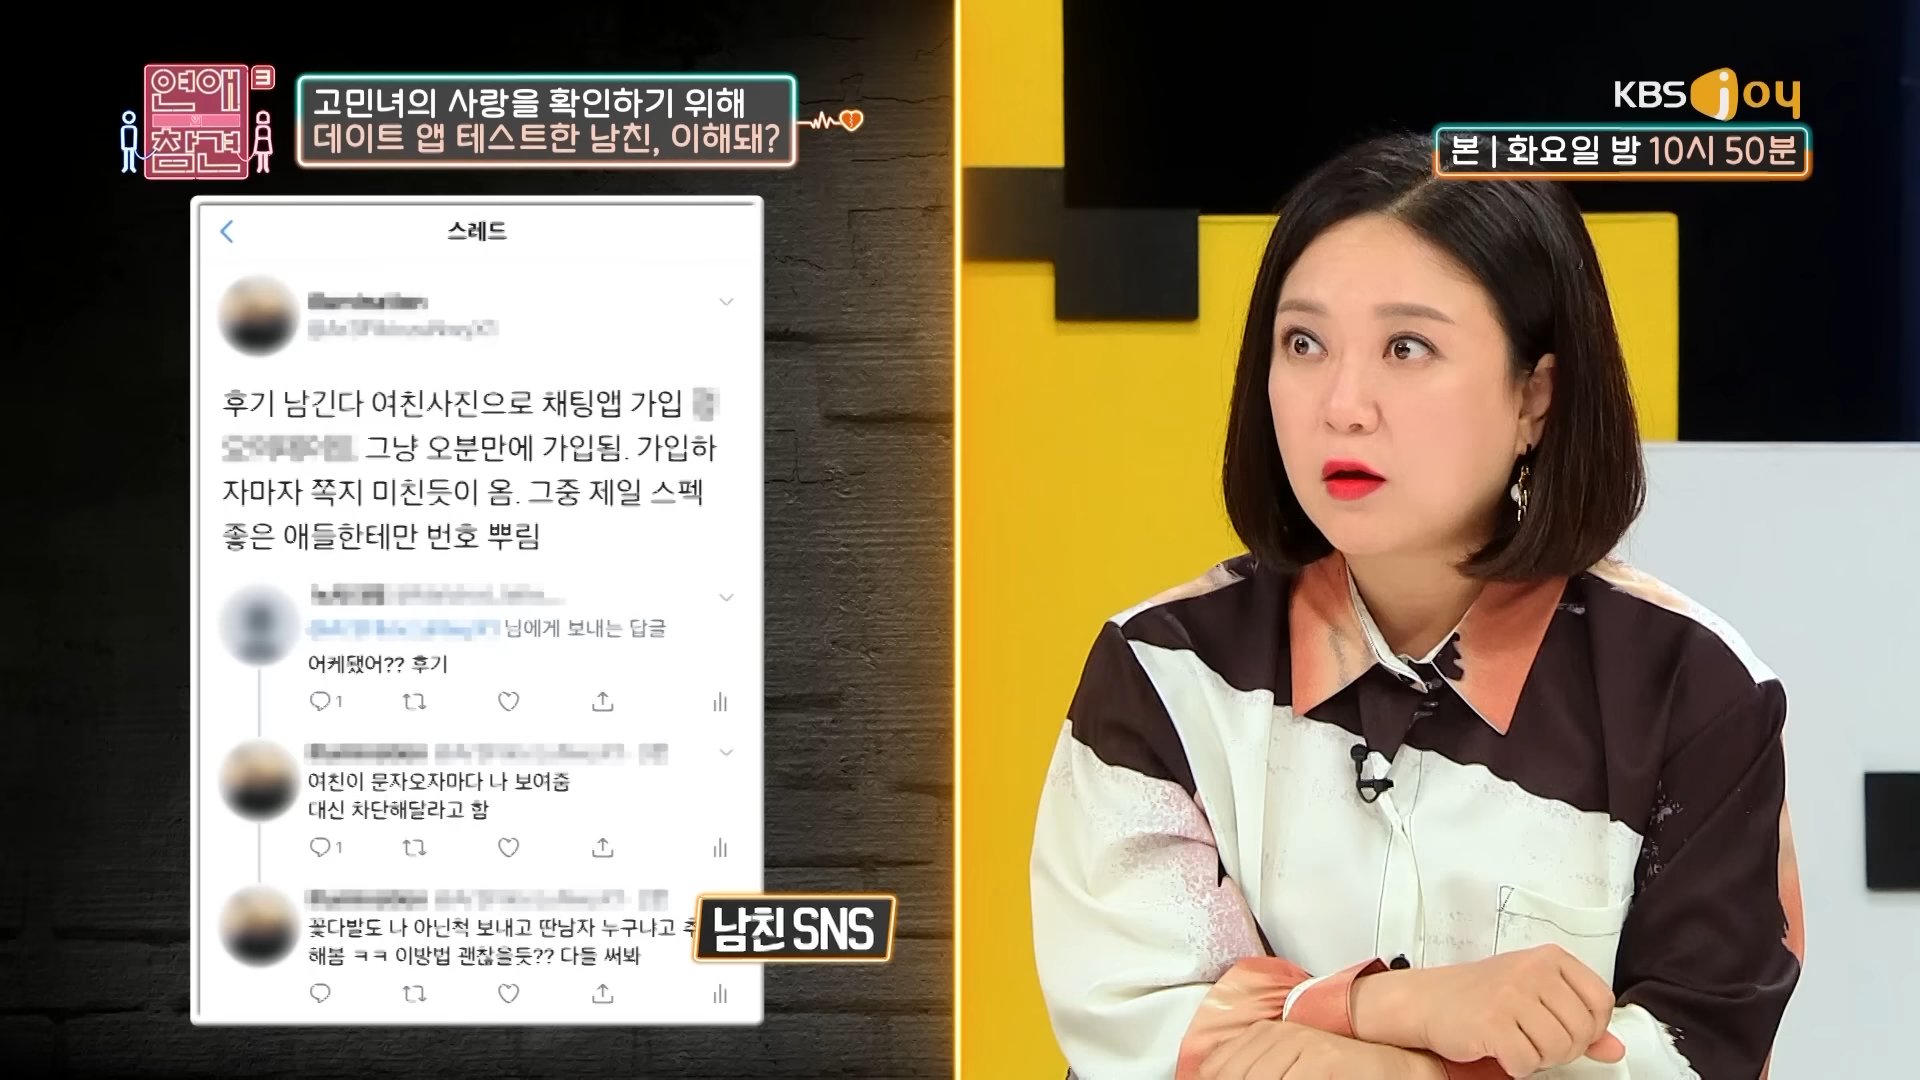 연애 3
의
참견
고민녀의 사랑을 확인하기 위해
데이트 앱 테스트한 남친, 이해돼?
KBS joy
본 | 화요일 밤 10시 50분
스레드
후기 남긴다 여친사진으로 채팅앱 가입
그냥 오분만에 가입됨. 가입하
자마자 쪽지 미친듯이 옴. 그중 제일 스펙
좋은 애들한테만 번호 뿌림
님에게 보내는 답글
어케됐어?? 후기
1
여친이 문자오자마다 나 보여줌
대신 차단해달라고 함
1
꽃다발도 나 아닌척 보내고 딴남자 누구냐고
해봄 ㅋㅋ 이방법 괜찮을듯?? 다들 써봐
남친 SNS